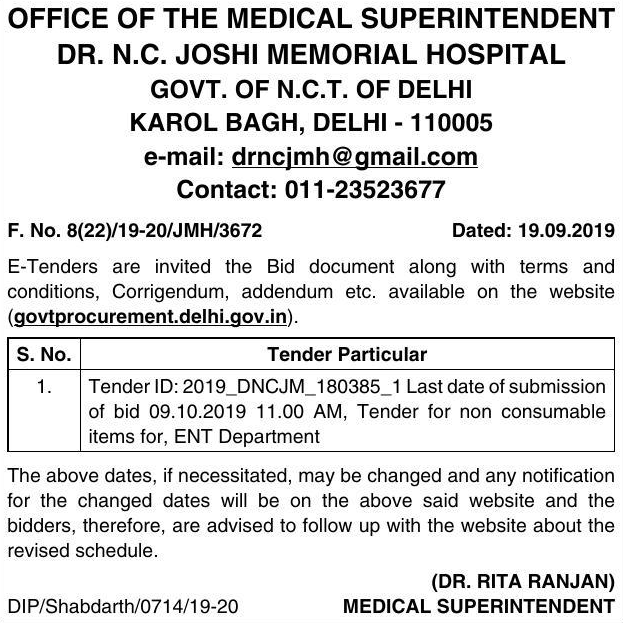 OFFICE OF THE MEDICAL SUPERINTENDENT
DR. N.C. JOSHI MEMORIAL HOSPITAL
GOVT. OF N.C.T. OF DELHI
KAROL BAGH, DELHI - 110005
e-mail: drncjmh@gmail.com
Contact: 011-23523677
F. No. 8(22)/19-20/JMH/3672 Dated: 19.09.2019
E-Tenders are invited the Bid document along with terms and
conditions, Corrigendum, addendum etc. available on the website
(govtprocurement.delhi.gov.in).
S. No. Tender Particular
1. Tender ID: 2019_DNCJM_180385_1 Last date of submission
of bid 09.10.2019 11.00 AM, Tender for non consumable
items for, ENT Department
The above dates, if necessitated, may be changed and any notification
for the changed dates will be on the above said website and the
bidders, therefore, are advised to follow up with the website about the
revised schedule.
(DR. RITA RANJAN)
DIP/Shabdarth/0714/19-20 MEDICAL SUPERINTENDENT